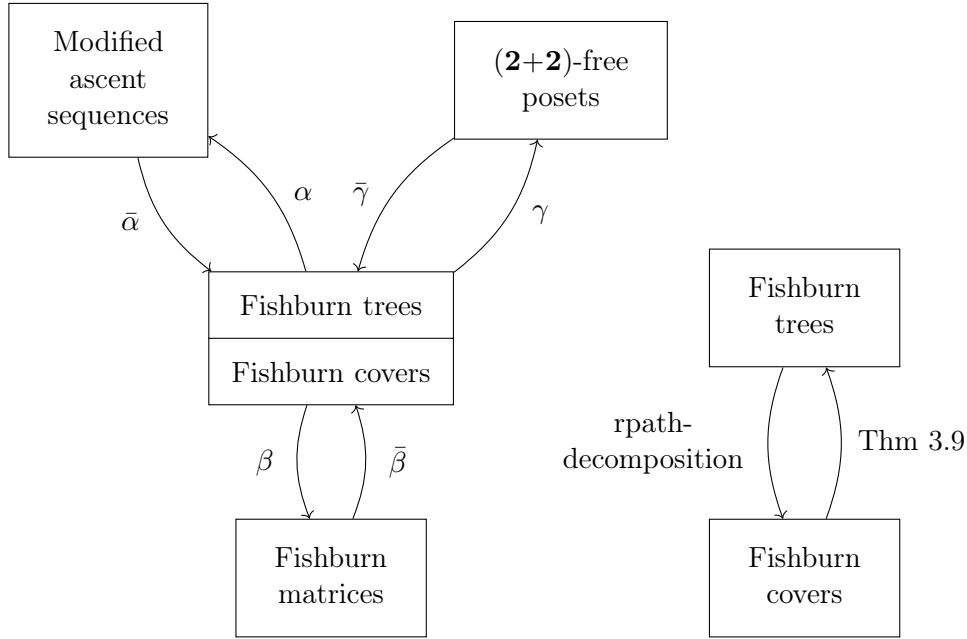 Modified
ascent
sequences
(2+2)-free
posets
ᾱ
α
γ̄
γ
Fishburn trees
Fishburn covers
β
β̄
Fishburn
matrices
Fishburn
trees
rpath-
decomposition
Thm 3.9
Fishburn
covers